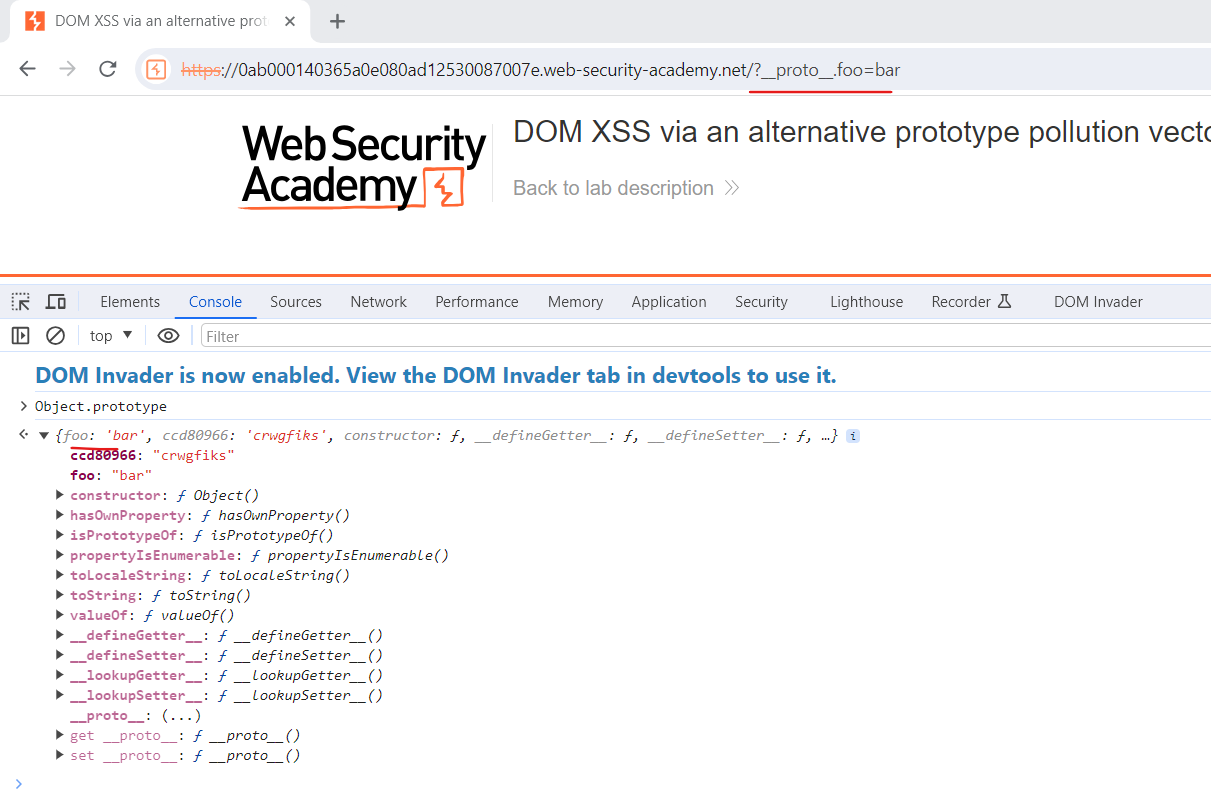 DOM XSS via an alternative prot
https://0ab000140365a0e080ad12530087007e.web-security-academy.net/?__proto__.foo=bar
WebSecurity
Academy
DOM XSS via an alternative prototype pollution vecto
Back to lab description
Elements Console Sources Network Performance Memory Application Security Lighthouse Recorder DOM Invader
top ▼ Filter
DOM Invader is now enabled. View the DOM Invader tab in devtools to use it.
> Object.prototype
{foo: 'bar', ccd80966: 'crwgfiks', constructor: ƒ, __defineGetter__: ƒ, __defineSetter__: ƒ, …} i
ccd80966: "crwgfiks"
foo: "bar"
constructor: ƒ Object()
hasOwnProperty: ƒ hasOwnProperty()
isPrototypeOf: ƒ isPrototypeOf()
propertyIsEnumerable: ƒ propertyIsEnumerable()
toLocaleString: ƒ toLocaleString()
toString: ƒ toString()
valueOf: ƒ valueOf()
__defineGetter__: ƒ __defineGetter__()
__defineSetter__: ƒ __defineSetter__()
__lookupGetter__: ƒ __lookupGetter__()
__lookupSetter__: ƒ __lookupSetter__()
__proto__: (...)
get __proto__: ƒ __proto__()
set __proto__: ƒ __proto__()